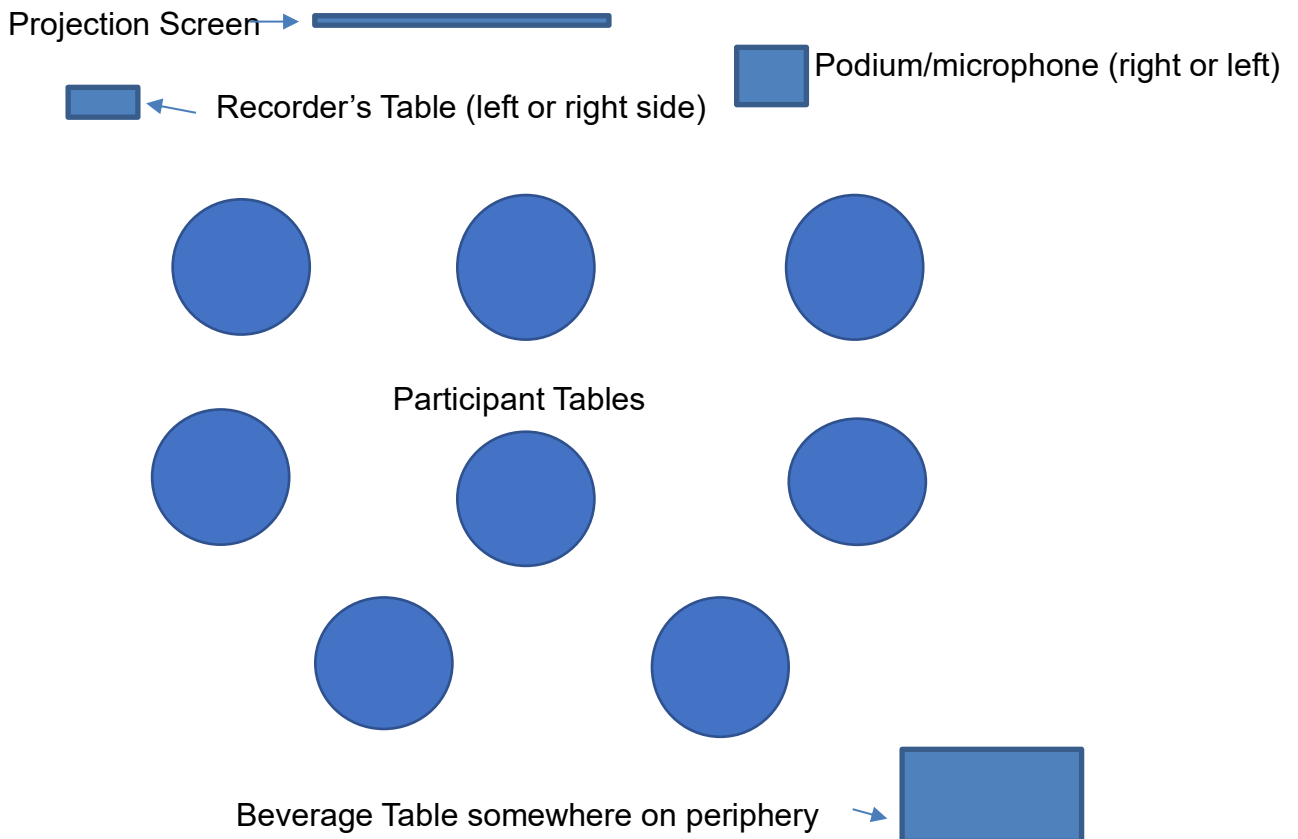 Projection Screen
Podium/microphone (right or left)
Recorder’s Table (left or right side)
Participant Tables
Beverage Table somewhere on periphery